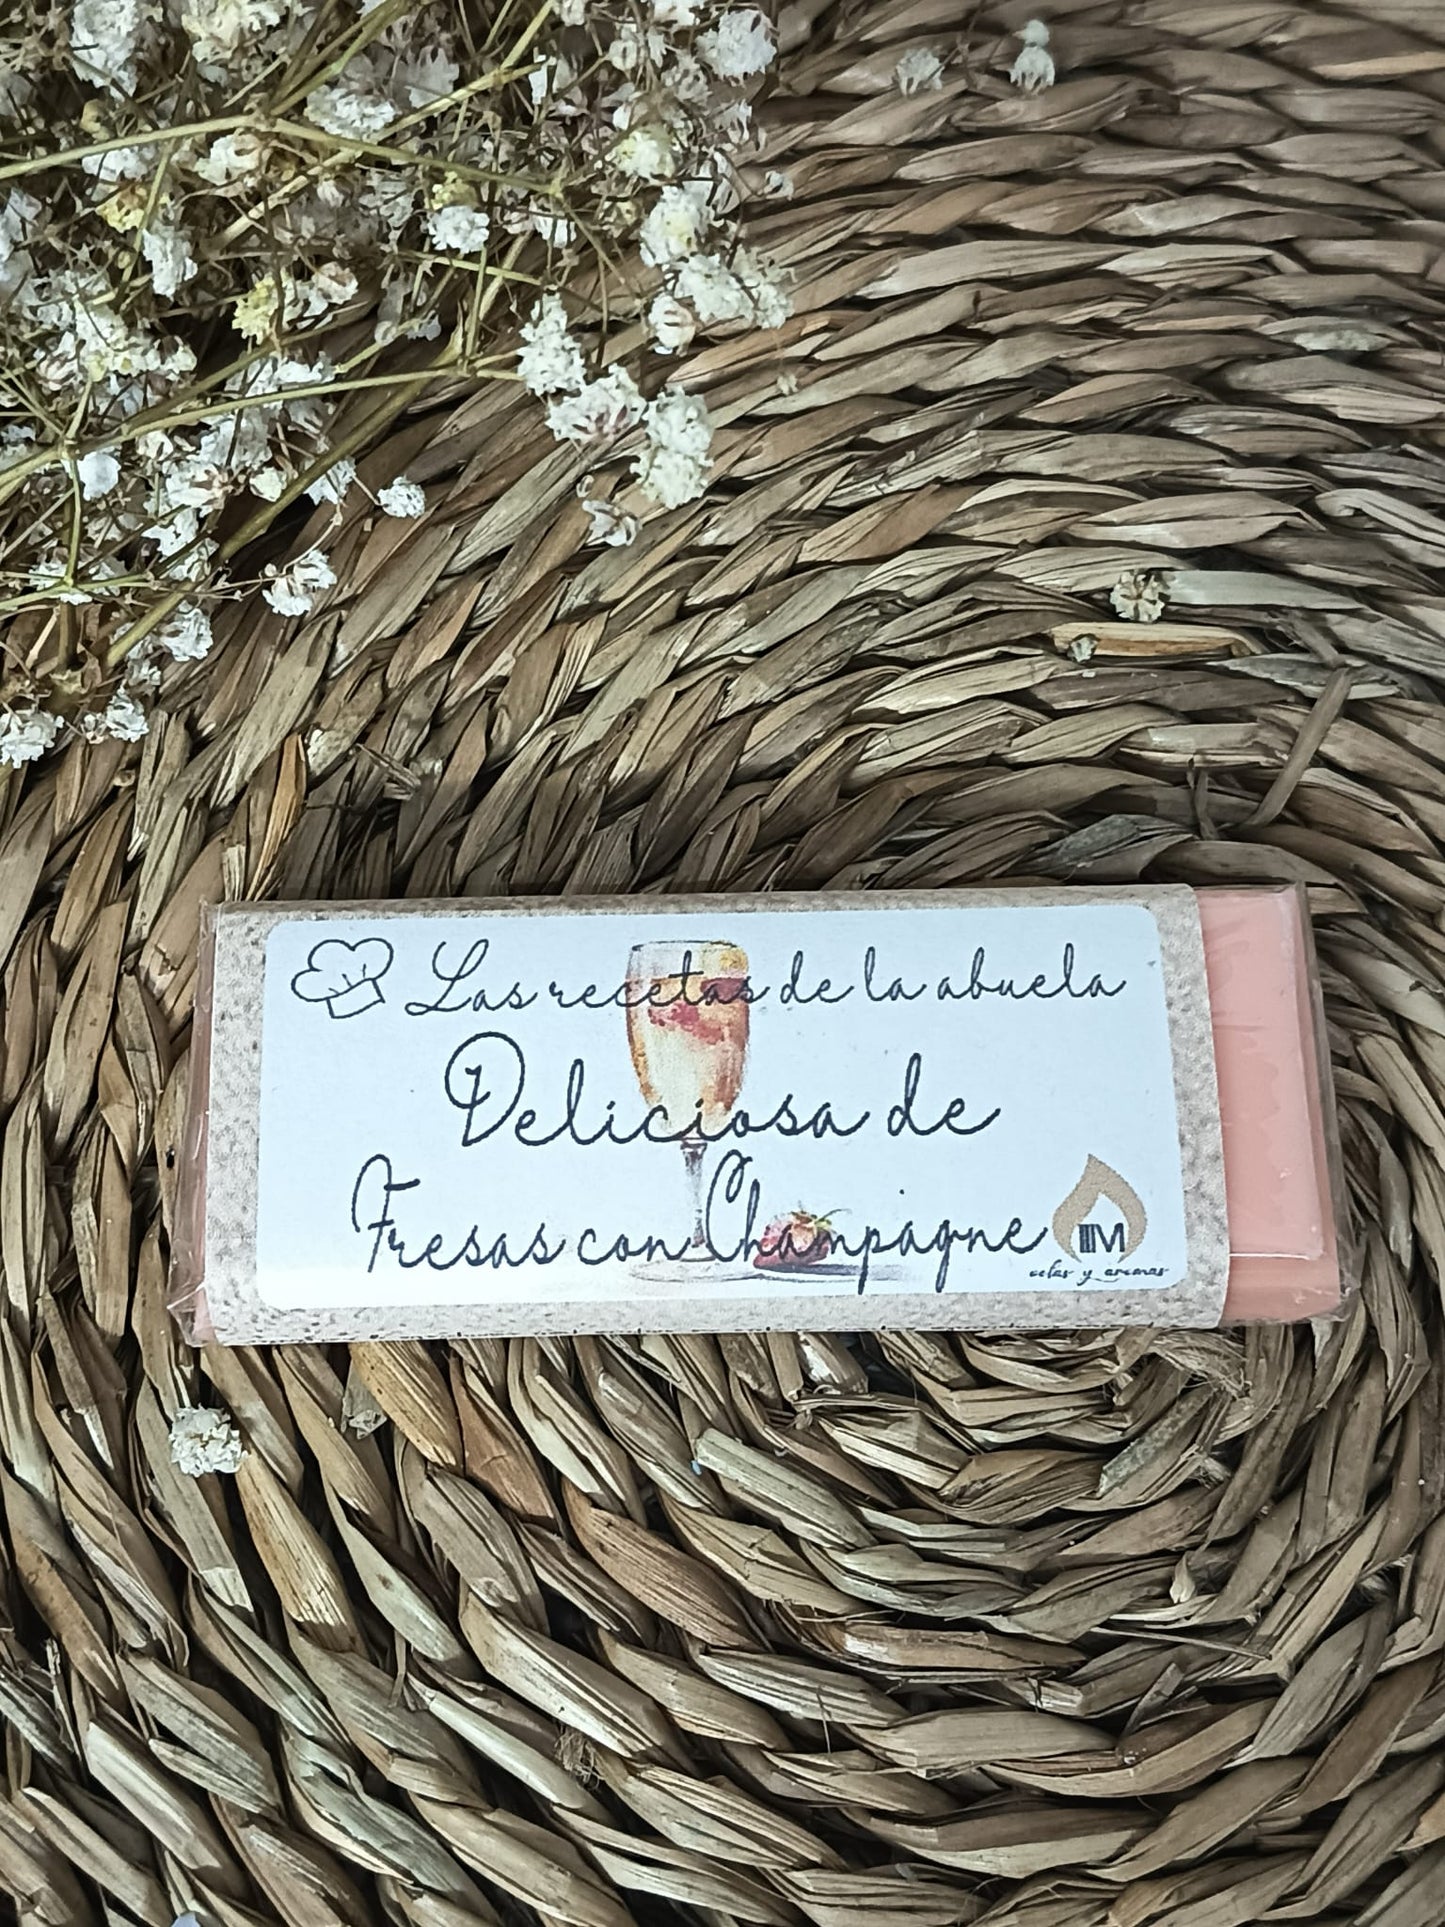 Las recetas de la abuela
Deliciosa de
Fresas con Champagne
M
velas y aromas